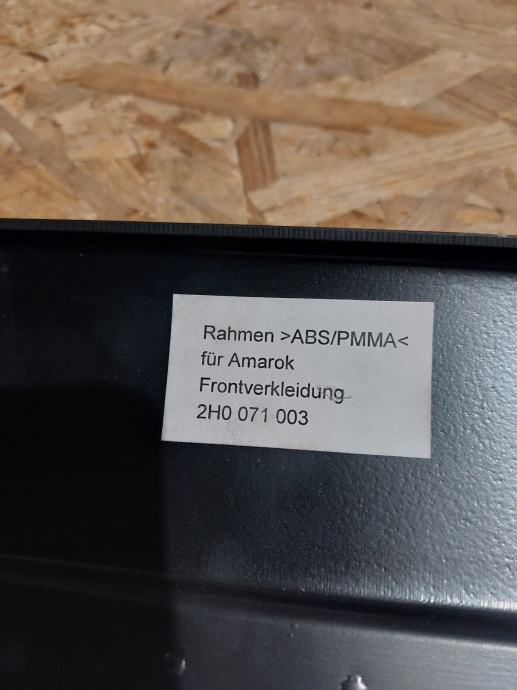 Rahmen >ABS/PMMA<
für Amarok
Frontverkleidung
2H0 071 003